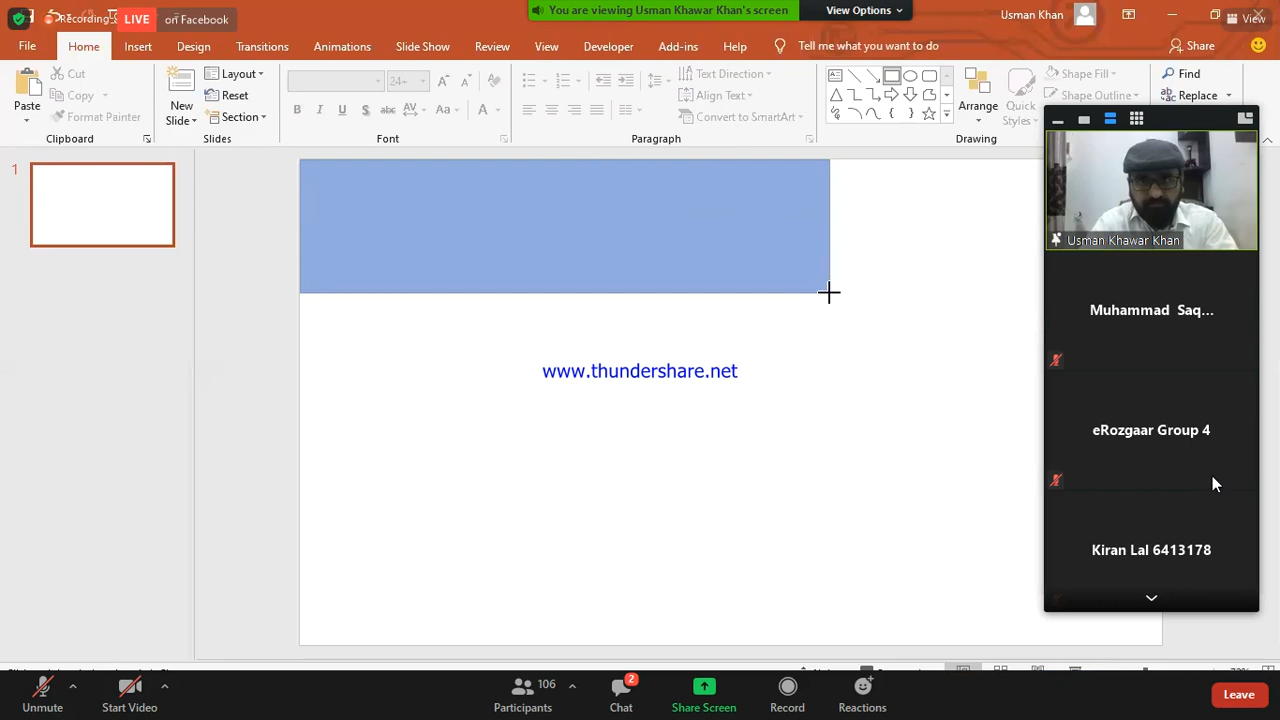 Recording
LIVE
on Facebook
You are viewing Usman Khawar Khan's screen
View Options
Usman Khan
View
File
Home
Insert
Design
Transitions
Animations
Slide Show
Review
View
Developer
Add-ins
Help
Tell me what you want to do
Share
Paste
Cut
Copy
Format Painter
Clipboard
New
Slide
Layout
Reset
Section
Slides
24+
B I U S abc AV Aa A
Font
Text Direction
Align Text
Convert to SmartArt
Paragraph
Arrange
Quick
Styles
Shape Fill
Shape Outline
Drawing
Find
Replace
1
www.thundershare.net
Usman Khawar Khan
Muhammad Saq...
eRozgaar Group 4
Kiran Lal 6413178
Unmute
Start Video
106
Participants
2
Chat
Share Screen
Record
Reactions
Leave